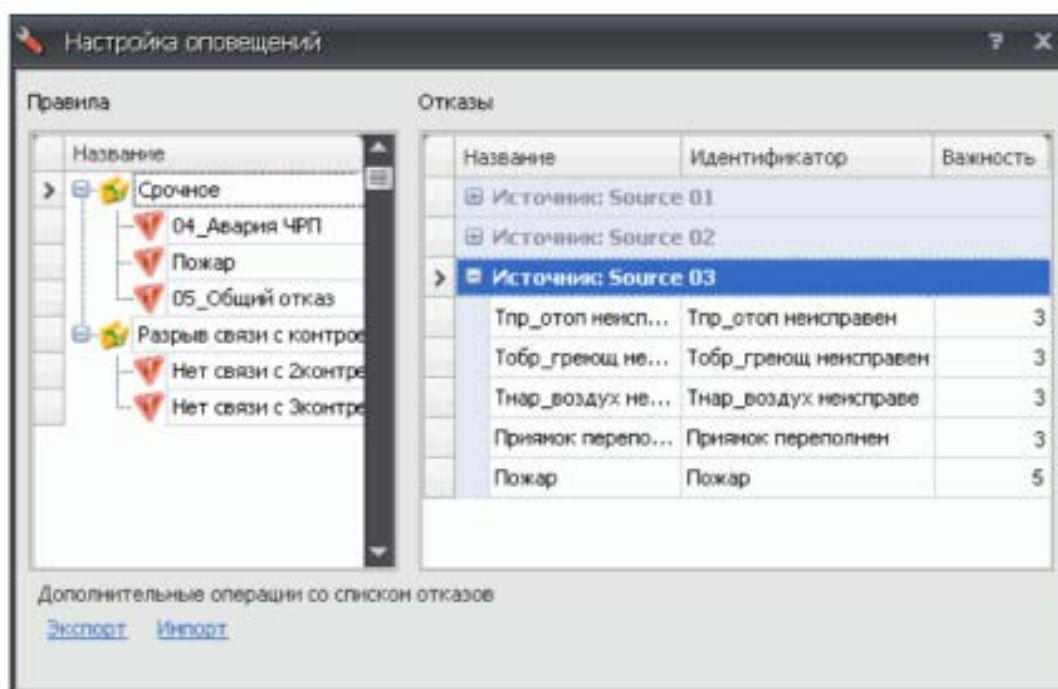 Настройка оповещений ? X
Правила
Отказы
Название
Срочное
04_Авария ЧРП
Пожар
05_Общий отказ
Разрыв связи с контрое
Нет связи с 2контре
Нет связи с 3контре
Название Идентификатор Важность
Источник: Source 01
Источник: Source 02
Источник: Source 03
Тпр_отоп неисп... Тпр_отоп неисправен 3
Тобр_греющ не... Тобр_греющ неисправен 3
Тнар_воздух не... Тнар_воздух неисправе 3
Приямок перепо... Приямок переполнен 3
Пожар Пожар 5
Дополнительные операции со списком отказов
Экспорт Импорт